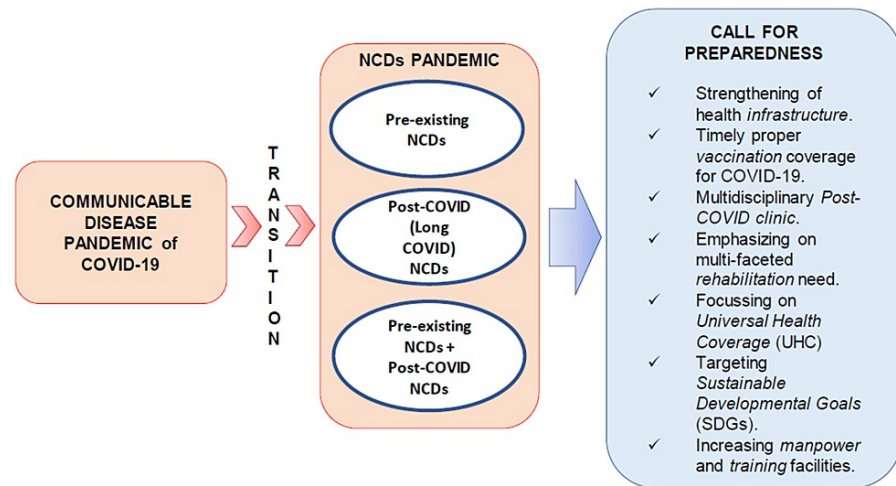 COMMUNICABLE
DISEASE
PANDEMIC of
COVID-19
T
R
A
N
S
I
T
I
O
N
NCDs PANDEMIC
Pre-existing
NCDs
Post-COVID
(Long
COVID)
NCDs
Pre-existing
NCDs +
Post-COVID
NCDs
CALL FOR
PREPAREDNESS
✓ Strengthening of
health infrastructure.
✓ Timely proper
vaccination coverage
for COVID-19.
✓ Multidisciplinary Post-
COVID clinic.
✓ Emphasizing on
multi-faceted
rehabilitation need.
✓ Focussing on
Universal Health
Coverage (UHC)
✓ Targeting
Sustainable
Developmental Goals
(SDGs).
✓ Increasing manpower
and training facilities.